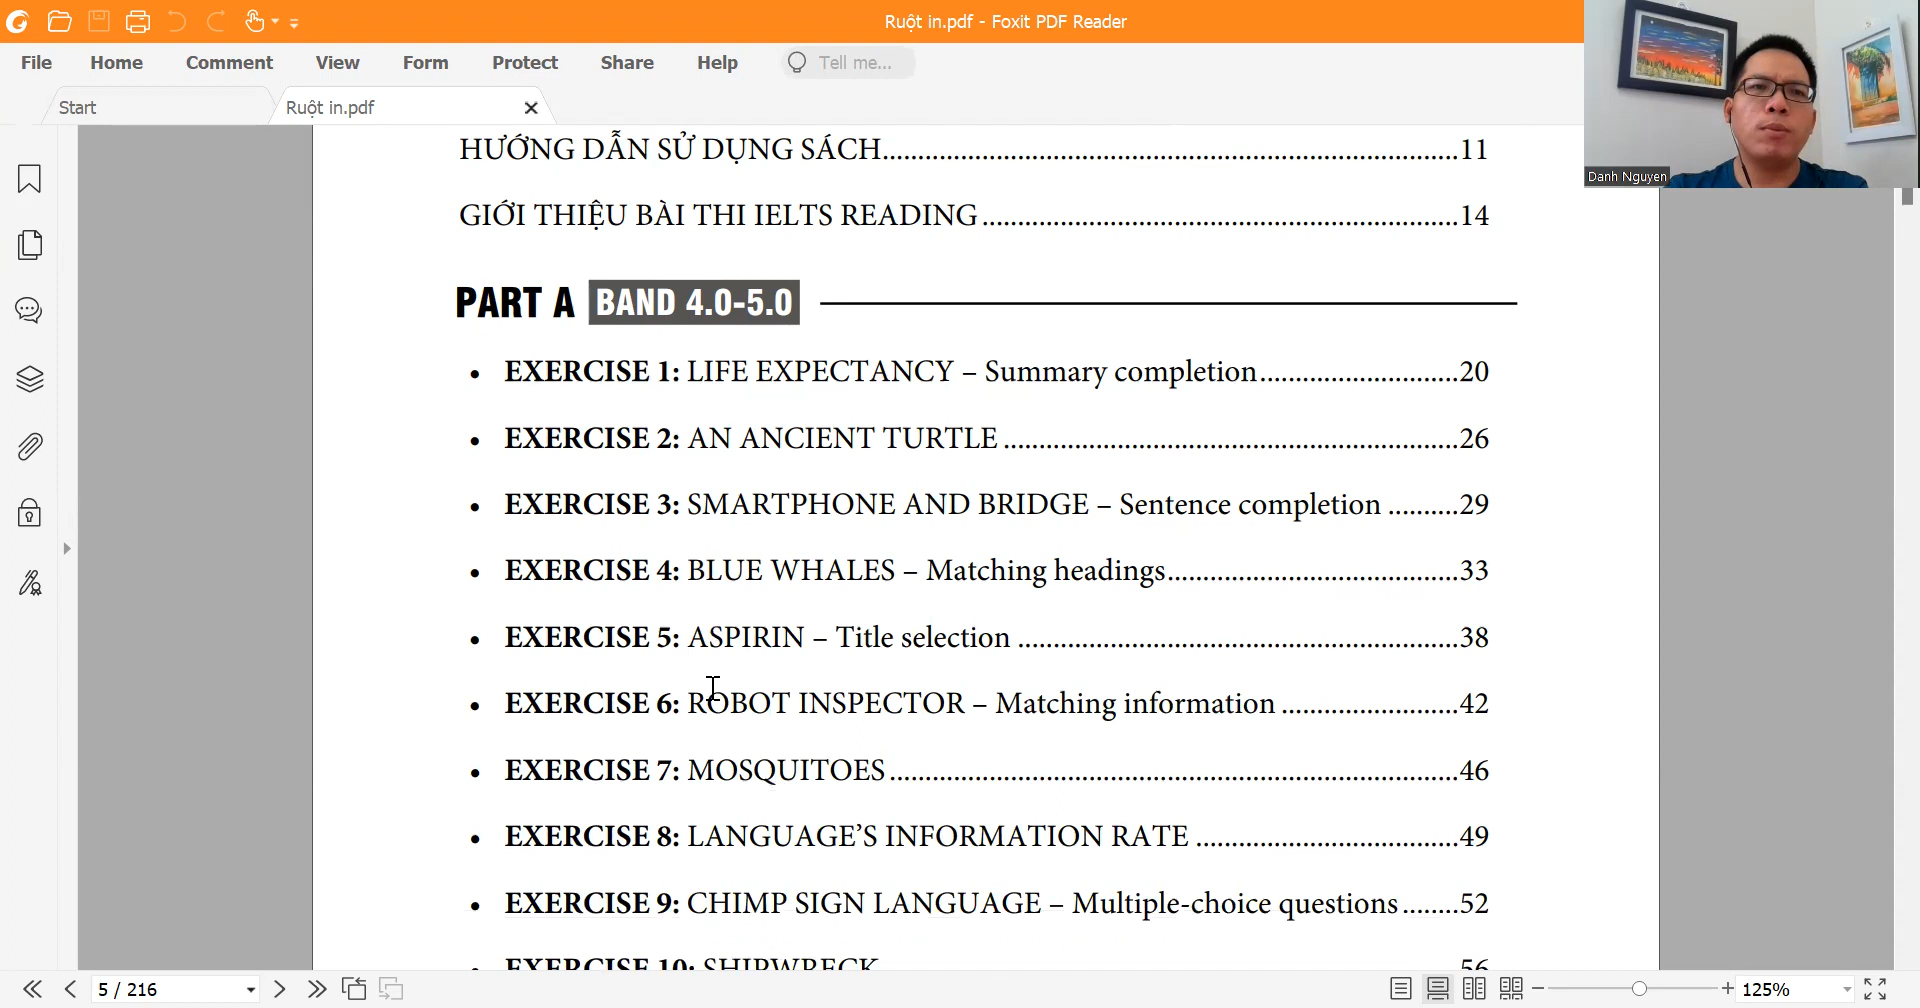 Ruột in.pdf - Foxit PDF Reader
File Home Comment View Form Protect Share Help Tell me...
Start Ruột in.pdf
Danh Nguyen
HƯỚNG DẪN SỬ DỤNG SÁCH................................................................................11
GIỚI THIỆU BÀI THI IELTS READING...................................................................14
PART A BAND 4.0-5.0
• EXERCISE 1: LIFE EXPECTANCY – Summary completion............................20
• EXERCISE 2: AN ANCIENT TURTLE................................................................26
• EXERCISE 3: SMARTPHONE AND BRIDGE – Sentence completion ..........29
• EXERCISE 4: BLUE WHALES – Matching headings.........................................33
• EXERCISE 5: ASPIRIN – Title selection ..............................................................38
• EXERCISE 6: ROBOT INSPECTOR – Matching information .........................42
• EXERCISE 7: MOSQUITOES................................................................................46
• EXERCISE 8: LANGUAGE’S INFORMATION RATE .....................................49
• EXERCISE 9: CHIMP SIGN LANGUAGE – Multiple-choice questions........52
• EXERCISE 10: SHIPWRECK 56
5 / 216 125%